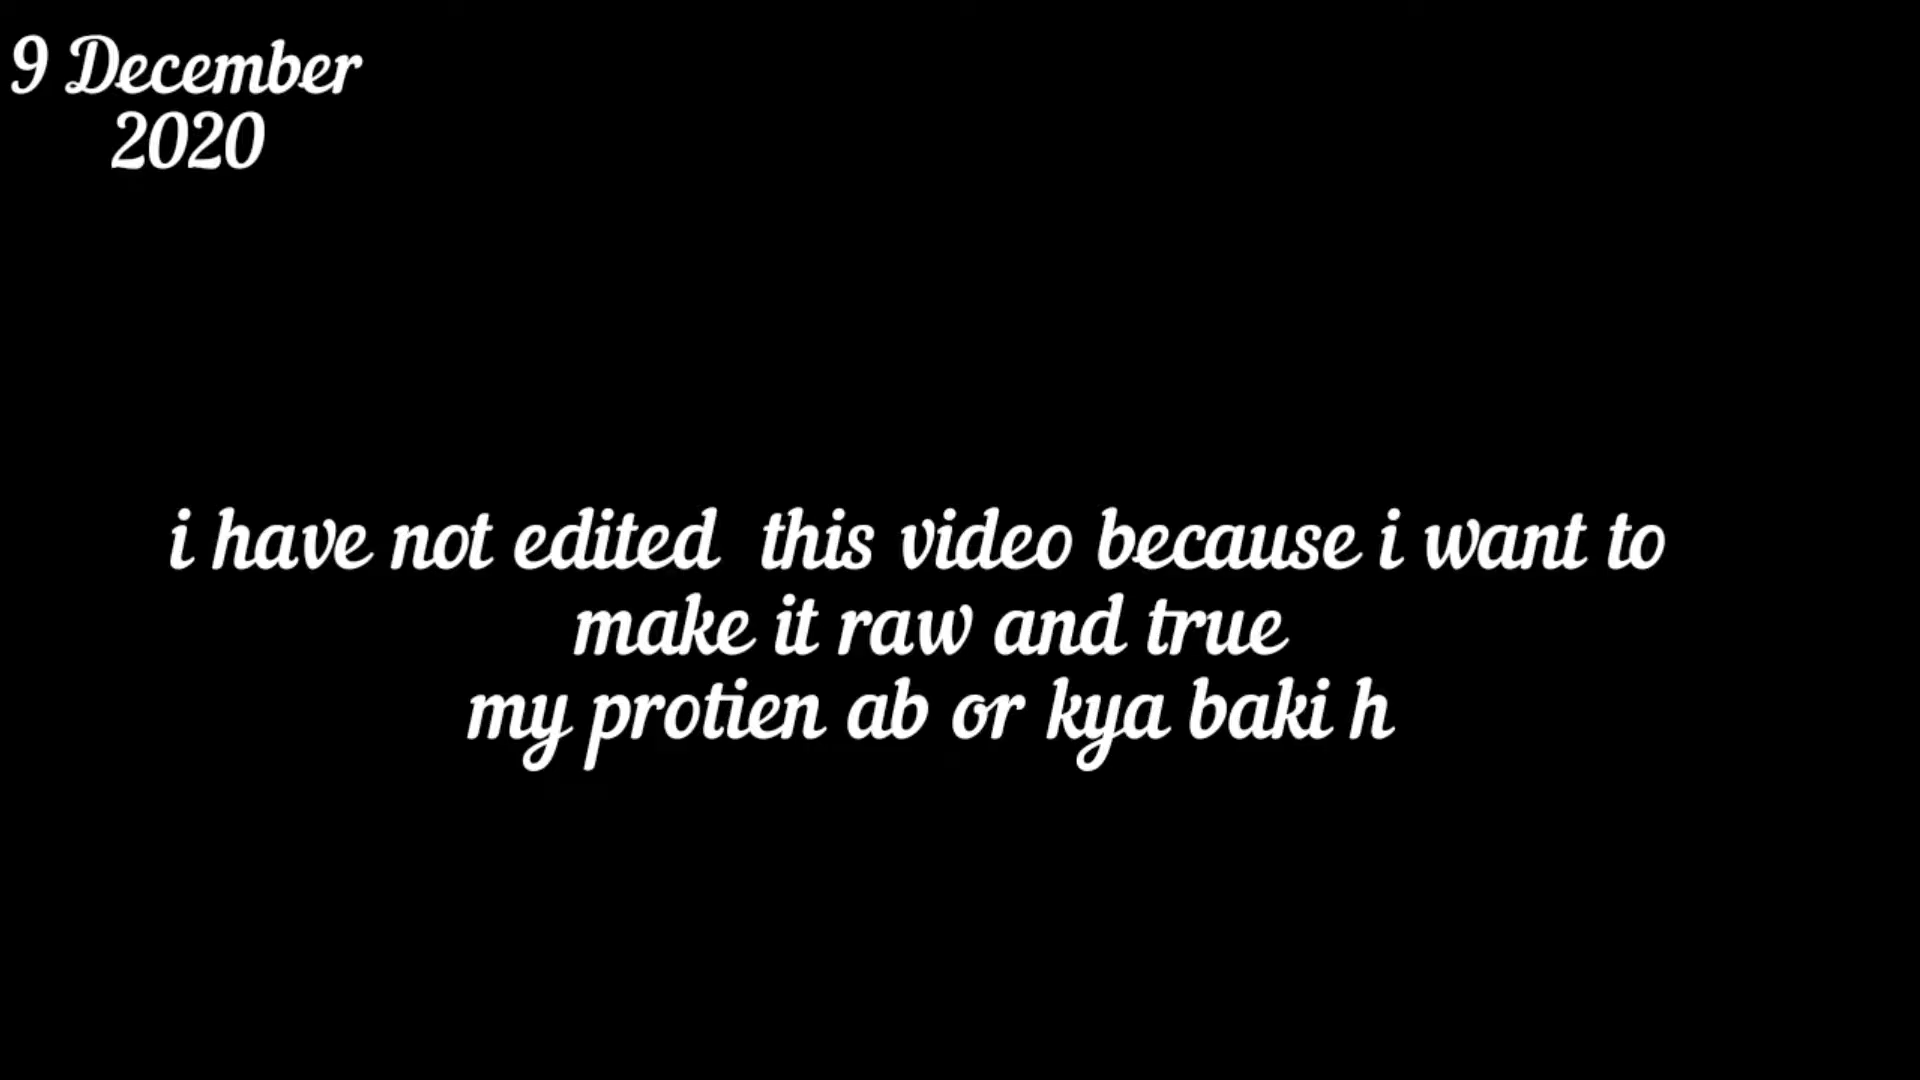 9 December
2020
i have not edited  this video because i want to
make it raw and true
my protien ab or kya baki h